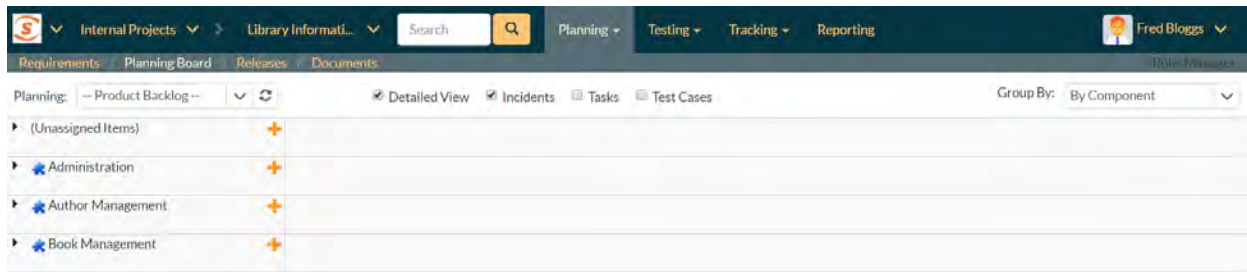 Internal Projects Library Informati... Search Planning Testing Tracking Reporting Fred Bloggs
Requirements Planning Board Releases Documents Role: Manager
Planning: -- Product Backlog -- Detailed View Incidents Tasks Test Cases Group By: By Component
(Unassigned Items)
Administration
Author Management
Book Management